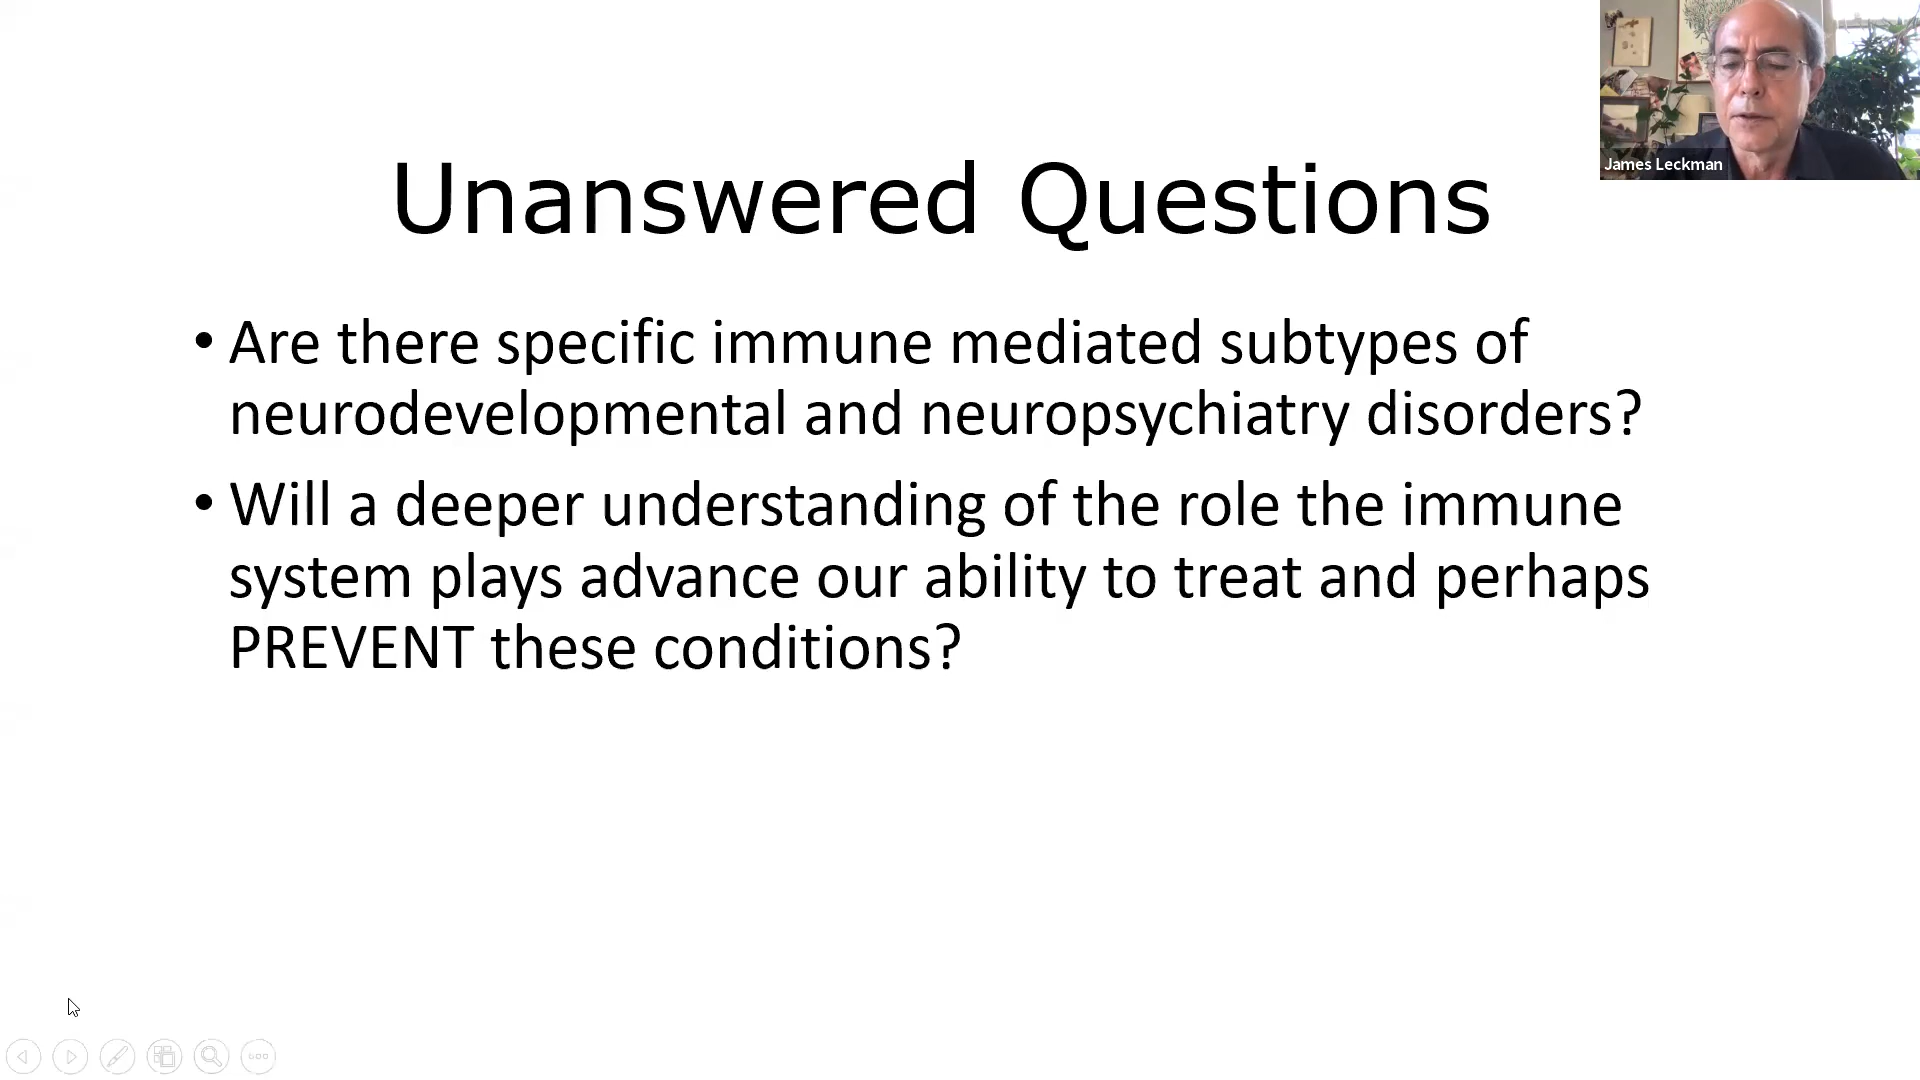 James Leckman
Unanswered Questions
• Are there specific immune mediated subtypes of
neurodevelopmental and neuropsychiatry disorders?
• Will a deeper understanding of the role the immune
system plays advance our ability to treat and perhaps
PREVENT these conditions?